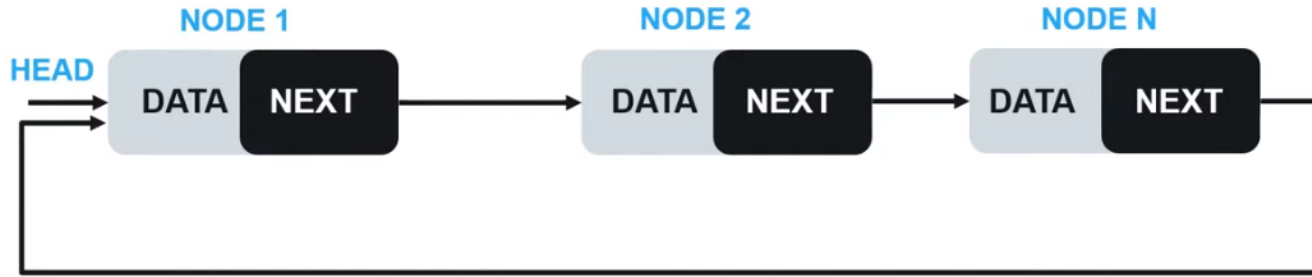 NODE 1
NODE 2
NODE N
HEAD
DATA NEXT
DATA NEXT
DATA NEXT